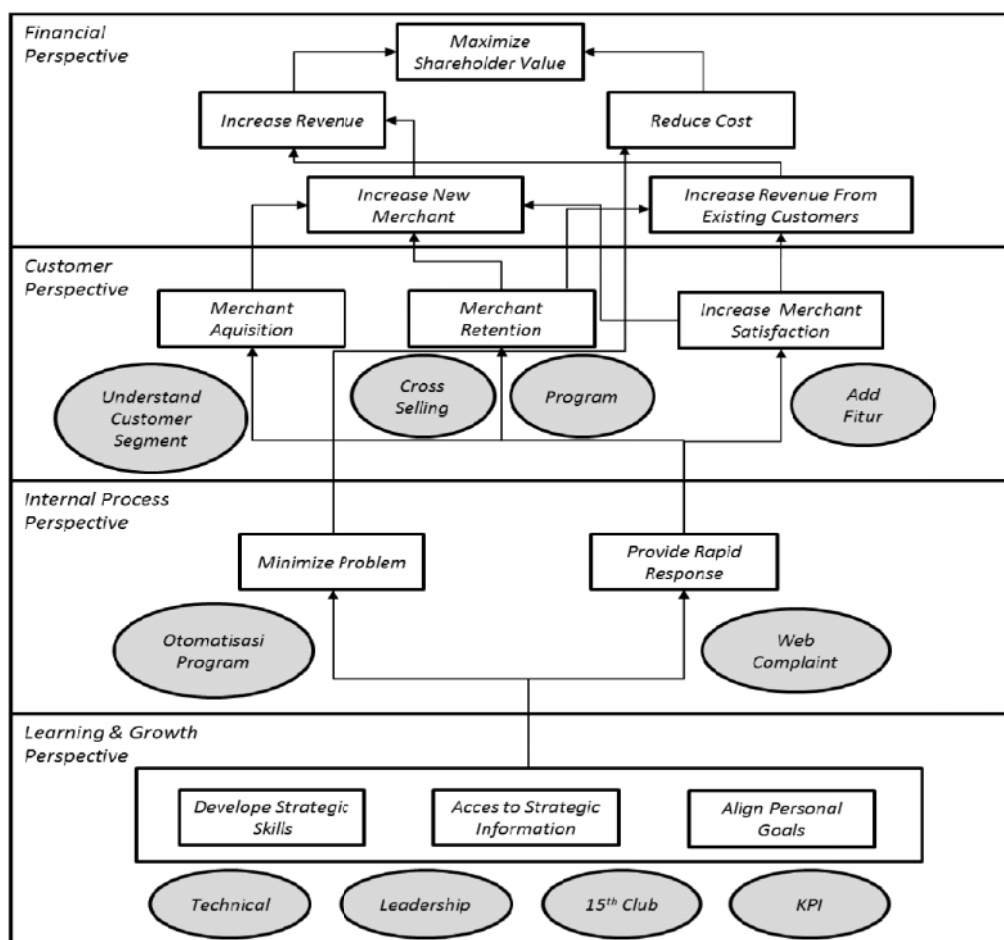 Financial
Perspective
Maximize
Shareholder Value
Increase Revenue
Reduce Cost
Increase New
Merchant
Increase Revenue From
Existing Customers
Customer
Perspective
Merchant
Aquisition
Merchant
Retention
Increase Merchant
Satisfaction
Understand
Customer
Segment
Cross
Selling
Program
Add
Fitur
Internal Process
Perspective
Minimize Problem
Provide Rapid
Response
Otomatisasi
Program
Web
Complaint
Learning & Growth
Perspective
Develope Strategic
Skills
Acces to Strategic
Information
Align Personal
Goals
Technical
Leadership
15th Club
KPI